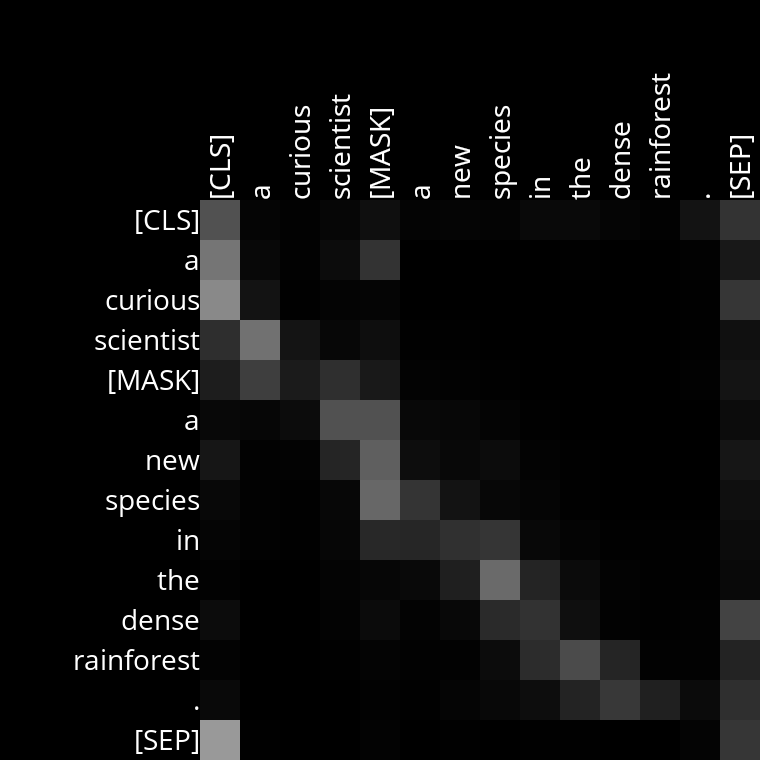 [CLS] a curious scientist [MASK] a new species in the dense rainforest . [SEP]
[CLS]
a
curious
scientist
[MASK]
a
new
species
in
the
dense
rainforest
.
[SEP]